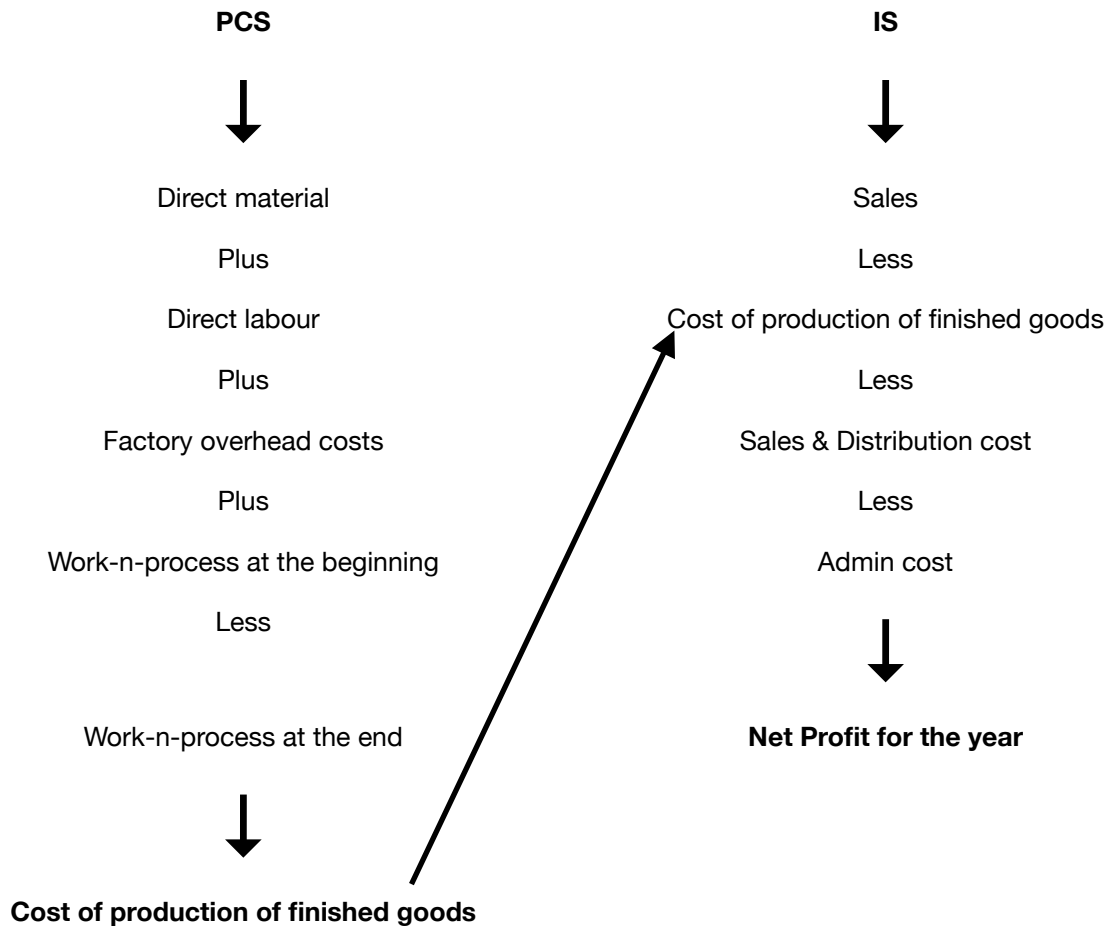 PCS
Direct material
Plus
Direct labour
Plus
Factory overhead costs
Plus
Work-n-process at the beginning
Less
Work-n-process at the end
Cost of production of finished goods
IS
Sales
Less
Cost of production of finished goods
Less
Sales & Distribution cost
Less
Admin cost
Net Profit for the year